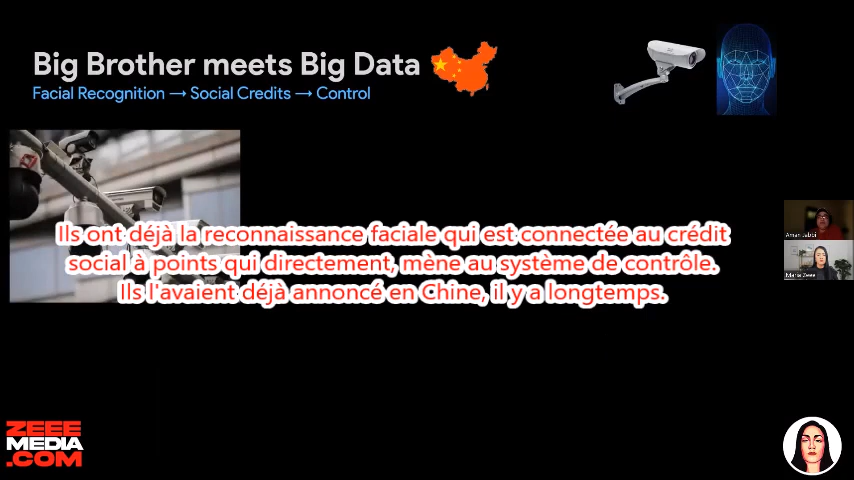 Big Brother meets Big Data
Facial Recognition → Social Credits → Control
Ils ont déjà la reconnaissance faciale qui est connectée au crédit
social à points qui directement, mène au système de contrôle.
Ils l'avaient déjà annoncé en Chine, il y a longtemps.
Aman Jabbi
Maria Zeee
ZEEE
MEDIA
.COM